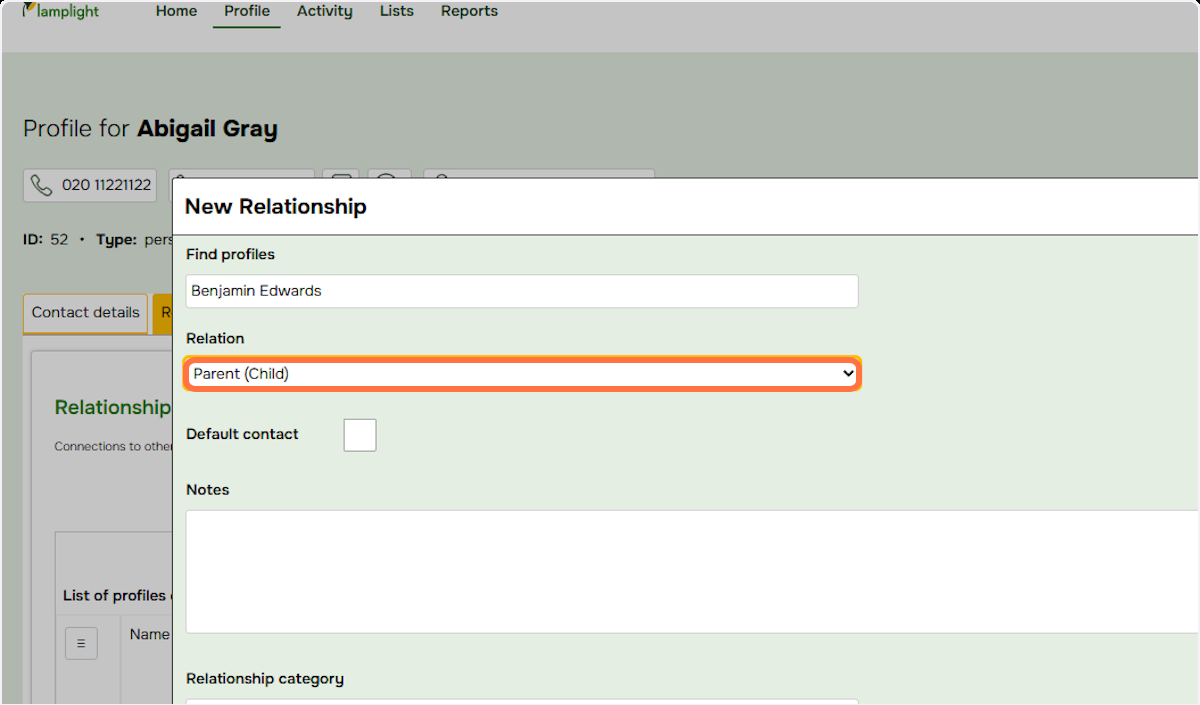 lamplight Home Profile Activity Lists Reports
Profile for Abigail Gray
020 11221122
New Relationship
ID: 52 • Type: pers
Find profiles
Benjamin Edwards
Contact details R
Relation
Parent (Child)
Relationship
Default contact
Connections to other
Notes
List of profiles
Name
Relationship category